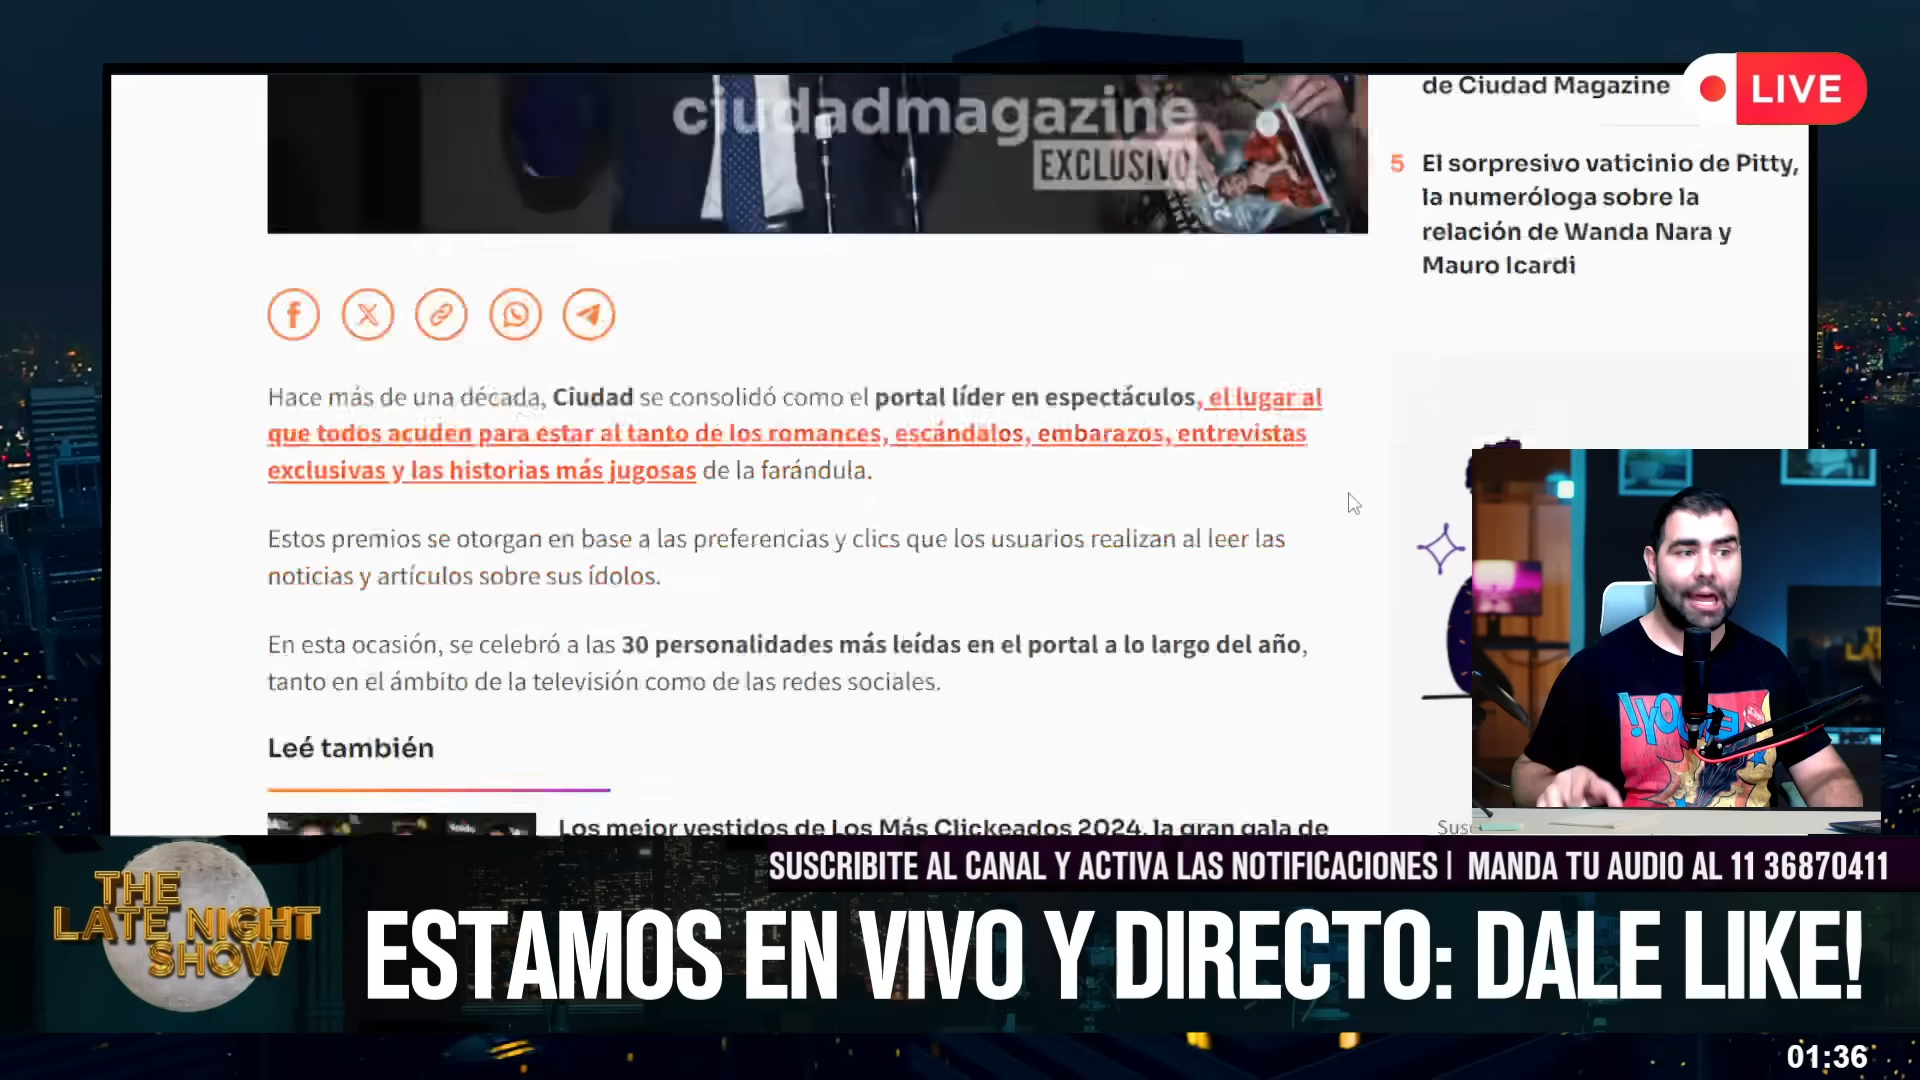 ciudadmagazine
EXCLUSIVO
de Ciudad Magazine
LIVE
5 El sorpresivo vaticinio de Pitty,
la numeróloga sobre la
relación de Wanda Nara y
Mauro Icardi
Hace más de una década, Ciudad se consolidó como el portal líder en espectáculos, el lugar al
que todos acuden para estar al tanto de los romances, escándalos, embarazos, entrevistas
exclusivas y las historias más jugosas de la farándula.
Estos premios se otorgan en base a las preferencias y clics que los usuarios realizan al leer las
noticias y artículos sobre sus ídolos.
En esta ocasión, se celebró a las 30 personalidades más leídas en el portal a lo largo del año,
tanto en el ámbito de la televisión como de las redes sociales.
Leé también
Los mejor vestidos de Los Más Clickeados 2024, la gran gala de
SUSCRIBITE AL CANAL Y ACTIVA LAS NOTIFICACIONES | MANDA TU AUDIO AL 11 36870411
THE
LATE NIGHT
SHOW
ESTAMOS EN VIVO Y DIRECTO: DALE LIKE!
01:36